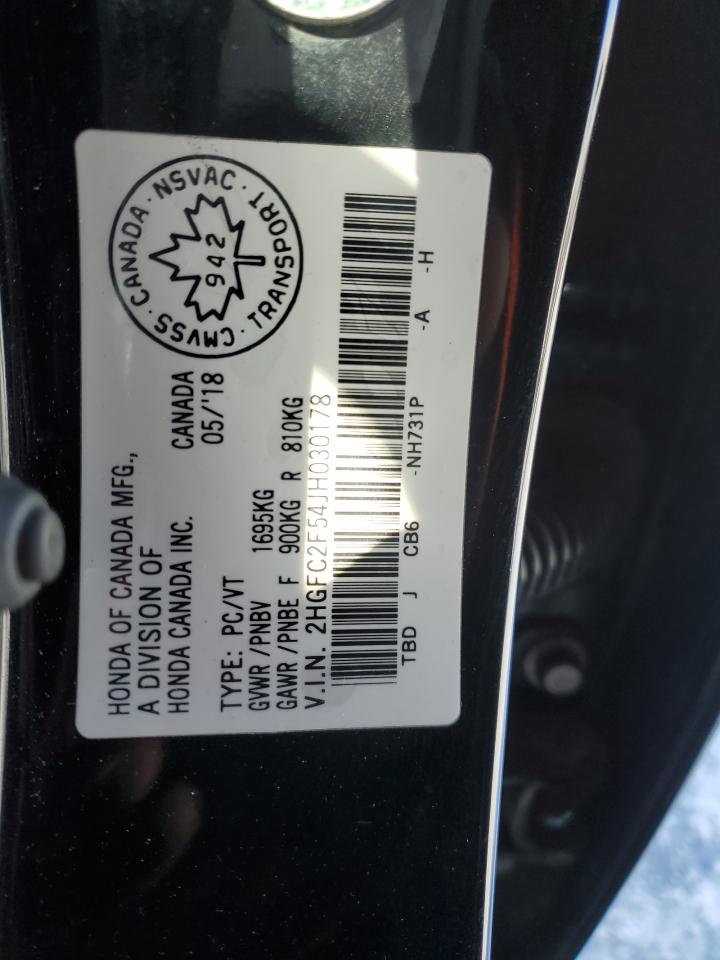 HONDA OF CANADA MFG.,
A DIVISION OF
HONDA CANADA INC.
CANADA
05/'18
CANADA · NSVAC · TRANSPORT · CMVSS ·
942
TYPE: PC/VT
GVWR /PNBV 1695KG
GAWR /PNBE F 900KG R 810KG
V.I.N. 2HGFC2F54JH030178
TBD J CB6 -NH731P -A -H